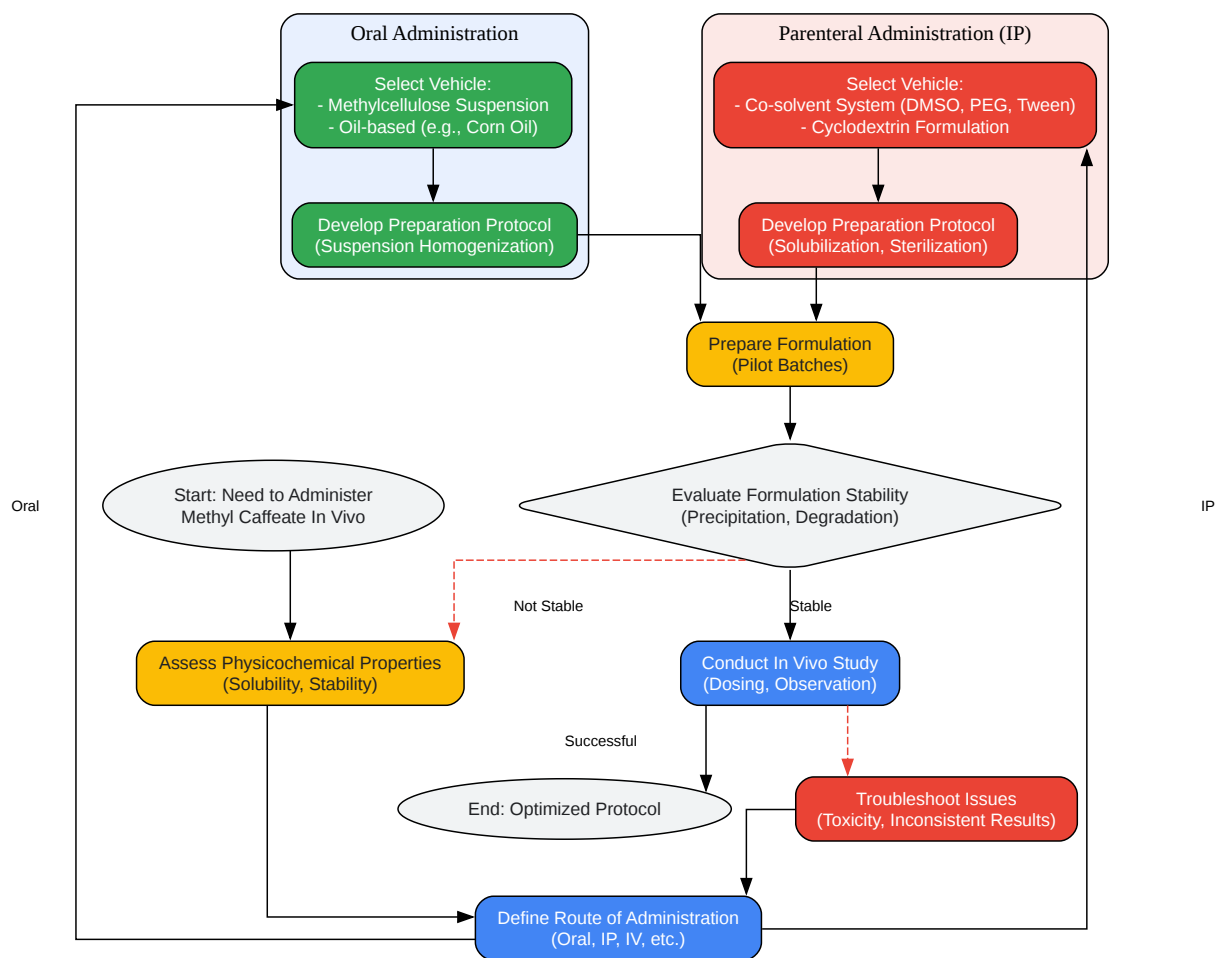 Oral Administration
Select Vehicle:
- Methylcellulose Suspension
- Oil-based (e.g., Corn Oil)
Develop Preparation Protocol
(Suspension Homogenization)
Parenteral Administration (IP)
Select Vehicle:
- Co-solvent System (DMSO, PEG, Tween)
- Cyclodextrin Formulation
Develop Preparation Protocol
(Solubilization, Sterilization)
Prepare Formulation
(Pilot Batches)
Oral
Start: Need to Administer
Methyl Caffeate In Vivo
Evaluate Formulation Stability
(Precipitation, Degradation)
IP
Not Stable
Stable
Assess Physicochemical Properties
(Solubility, Stability)
Conduct In Vivo Study
(Dosing, Observation)
Successful
End: Optimized Protocol
Troubleshoot Issues
(Toxicity, Inconsistent Results)
Define Route of Administration
(Oral, IP, IV, etc.)